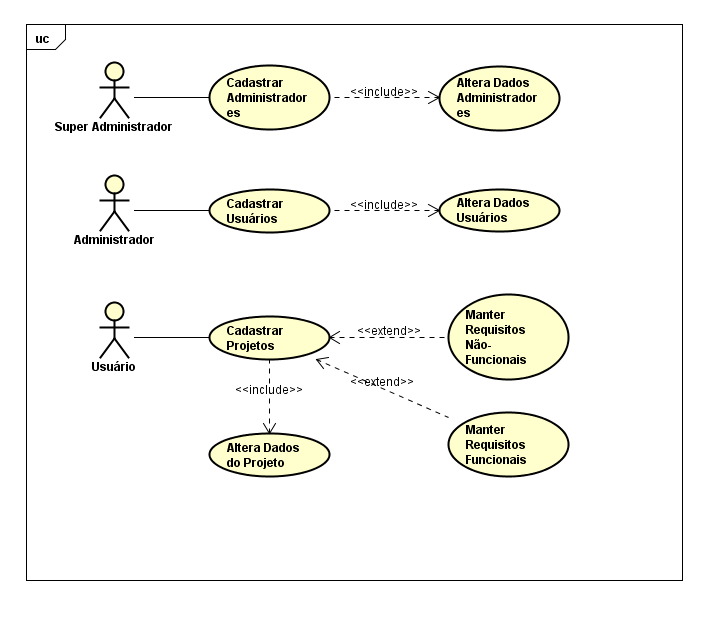 uc
Cadastrar
Administrador
es
<<include>>
Altera Dados
Administrador
es
Super Administrador
Cadastrar
Usuários
<<include>>
Altera Dados
Usuários
Administrador
Cadastrar
Projetos
<<extend>>
Manter
Requisitos
Não-
Funcionais
Usuário
<<include>>
<<extend>>
Altera Dados
do Projeto
Manter
Requisitos
Funcionais